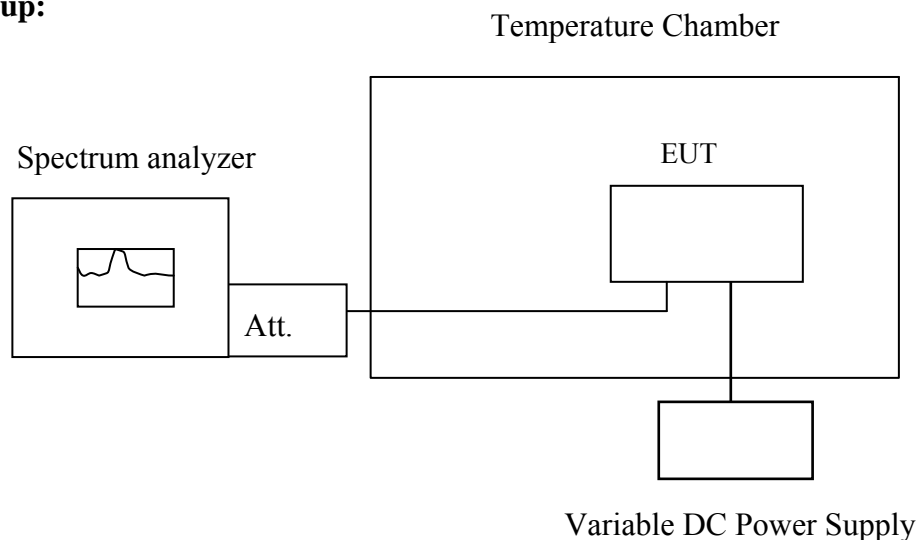 up:
Temperature Chamber
Spectrum analyzer
EUT
Att.
Variable DC Power Supply